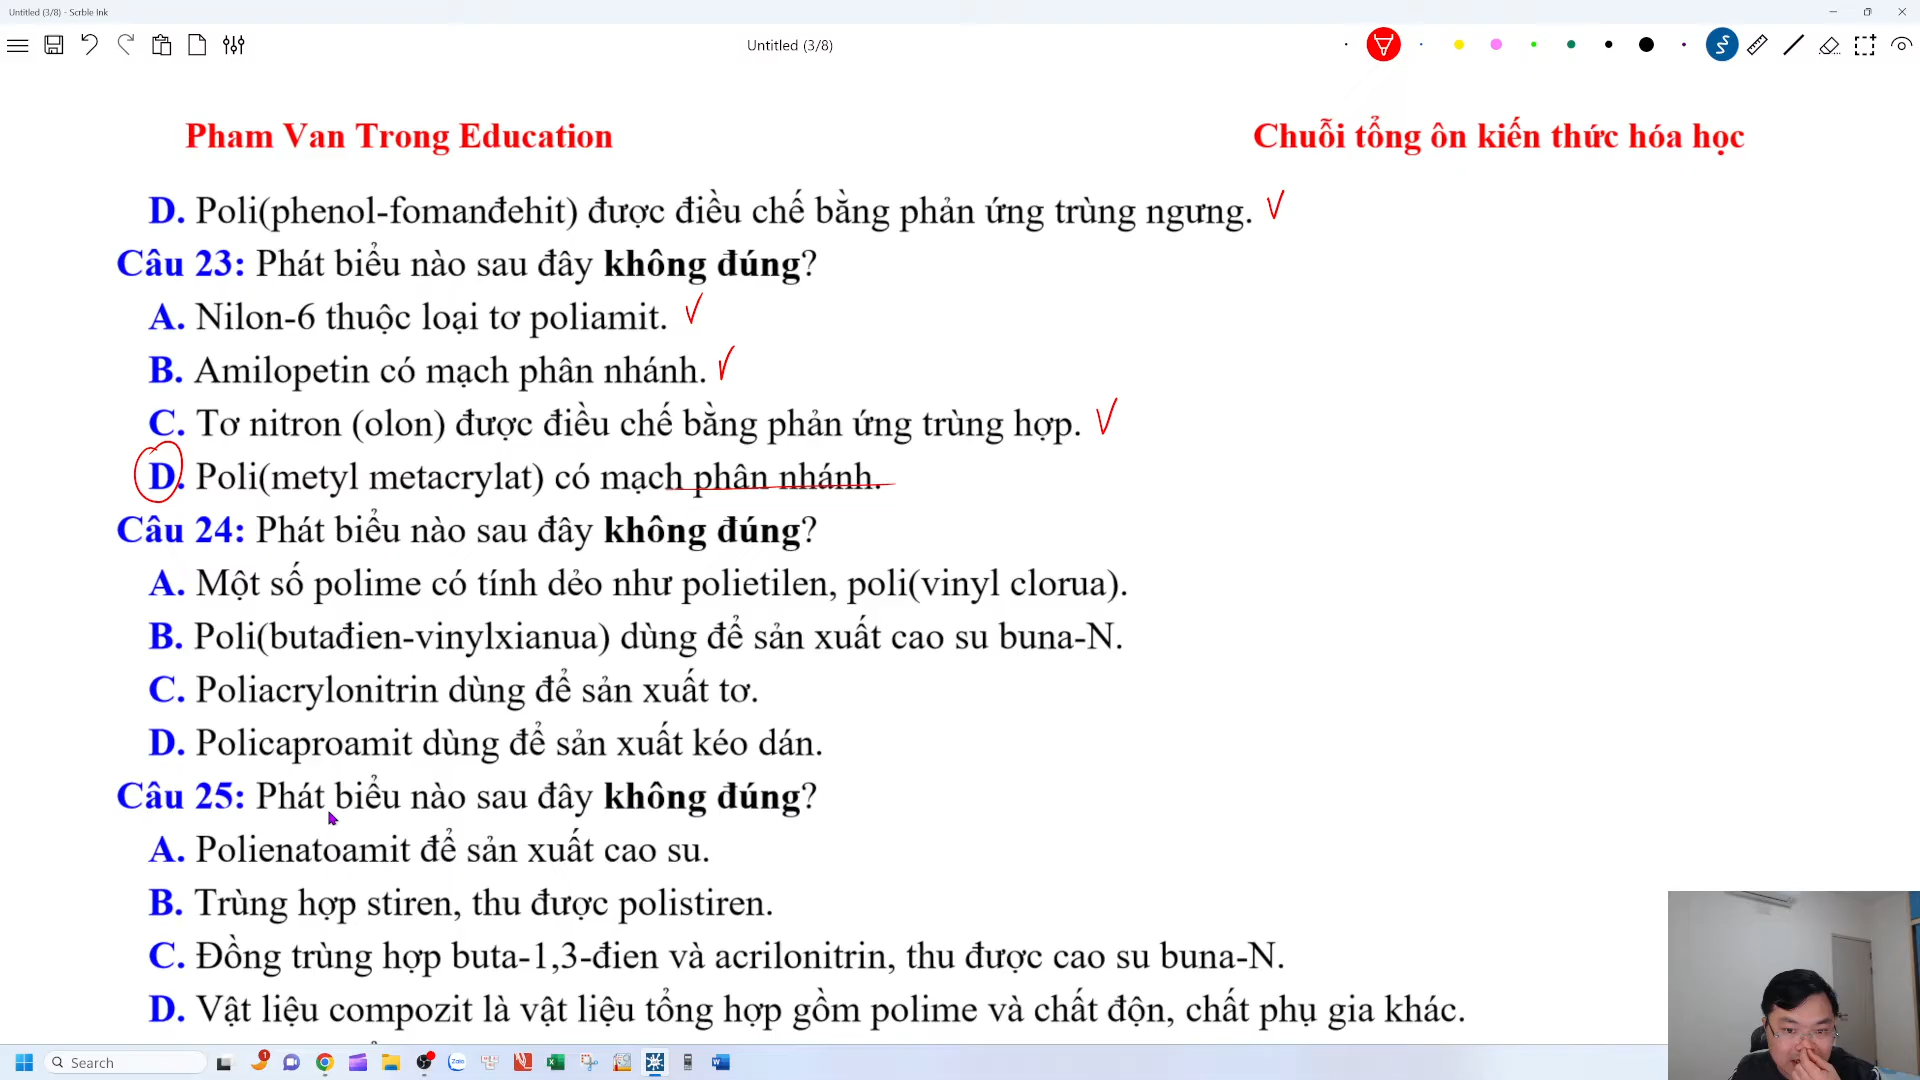 Untitled (3/8) - Scrble Ink
Untitled (3/8)
Pham Van Trong Education
Chuỗi tổng ôn kiến thức hóa học
D. Poli(phenol-fomanđehit) được điều chế bằng phản ứng trùng ngưng.
Câu 23: Phát biểu nào sau đây không đúng?
A. Nilon-6 thuộc loại tơ poliamit.
B. Amilopetin có mạch phân nhánh.
C. Tơ nitron (olon) được điều chế bằng phản ứng trùng hợp.
D. Poli(metyl metacrylat) có mạch phân nhánh.
Câu 24: Phát biểu nào sau đây không đúng?
A. Một số polime có tính dẻo như polietilen, poli(vinyl clorua).
B. Poli(butađien-vinylxianua) dùng để sản xuất cao su buna-N.
C. Poliacrylonitrin dùng để sản xuất tơ.
D. Policaproamit dùng để sản xuất kéo dán.
Câu 25: Phát biểu nào sau đây không đúng?
A. Polienatoamit để sản xuất cao su.
B. Trùng hợp stiren, thu được polistiren.
C. Đồng trùng hợp buta-1,3-đien và acrilonitrin, thu được cao su buna-N.
D. Vật liệu compozit là vật liệu tổng hợp gồm polime và chất độn, chất phụ gia khác.
Search